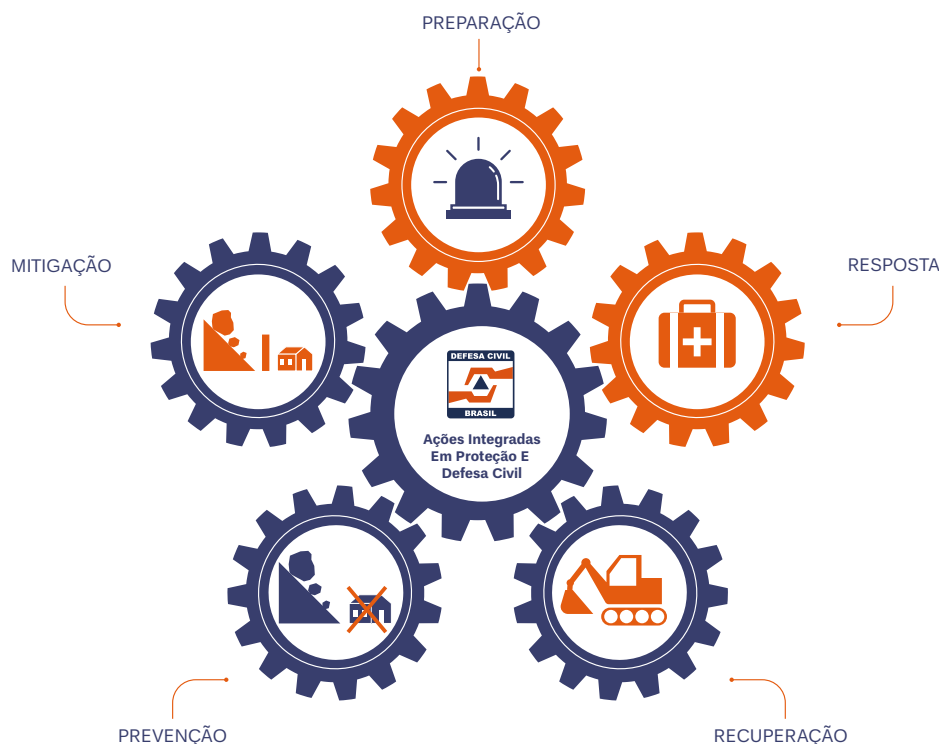 PREPARAÇÃO
MITIGAÇÃO
RESPOSTA
DEFESA CIVIL
BRASIL
Ações Integradas
Em Proteção E
Defesa Civil
PREVENÇÃO
RECUPERAÇÃO